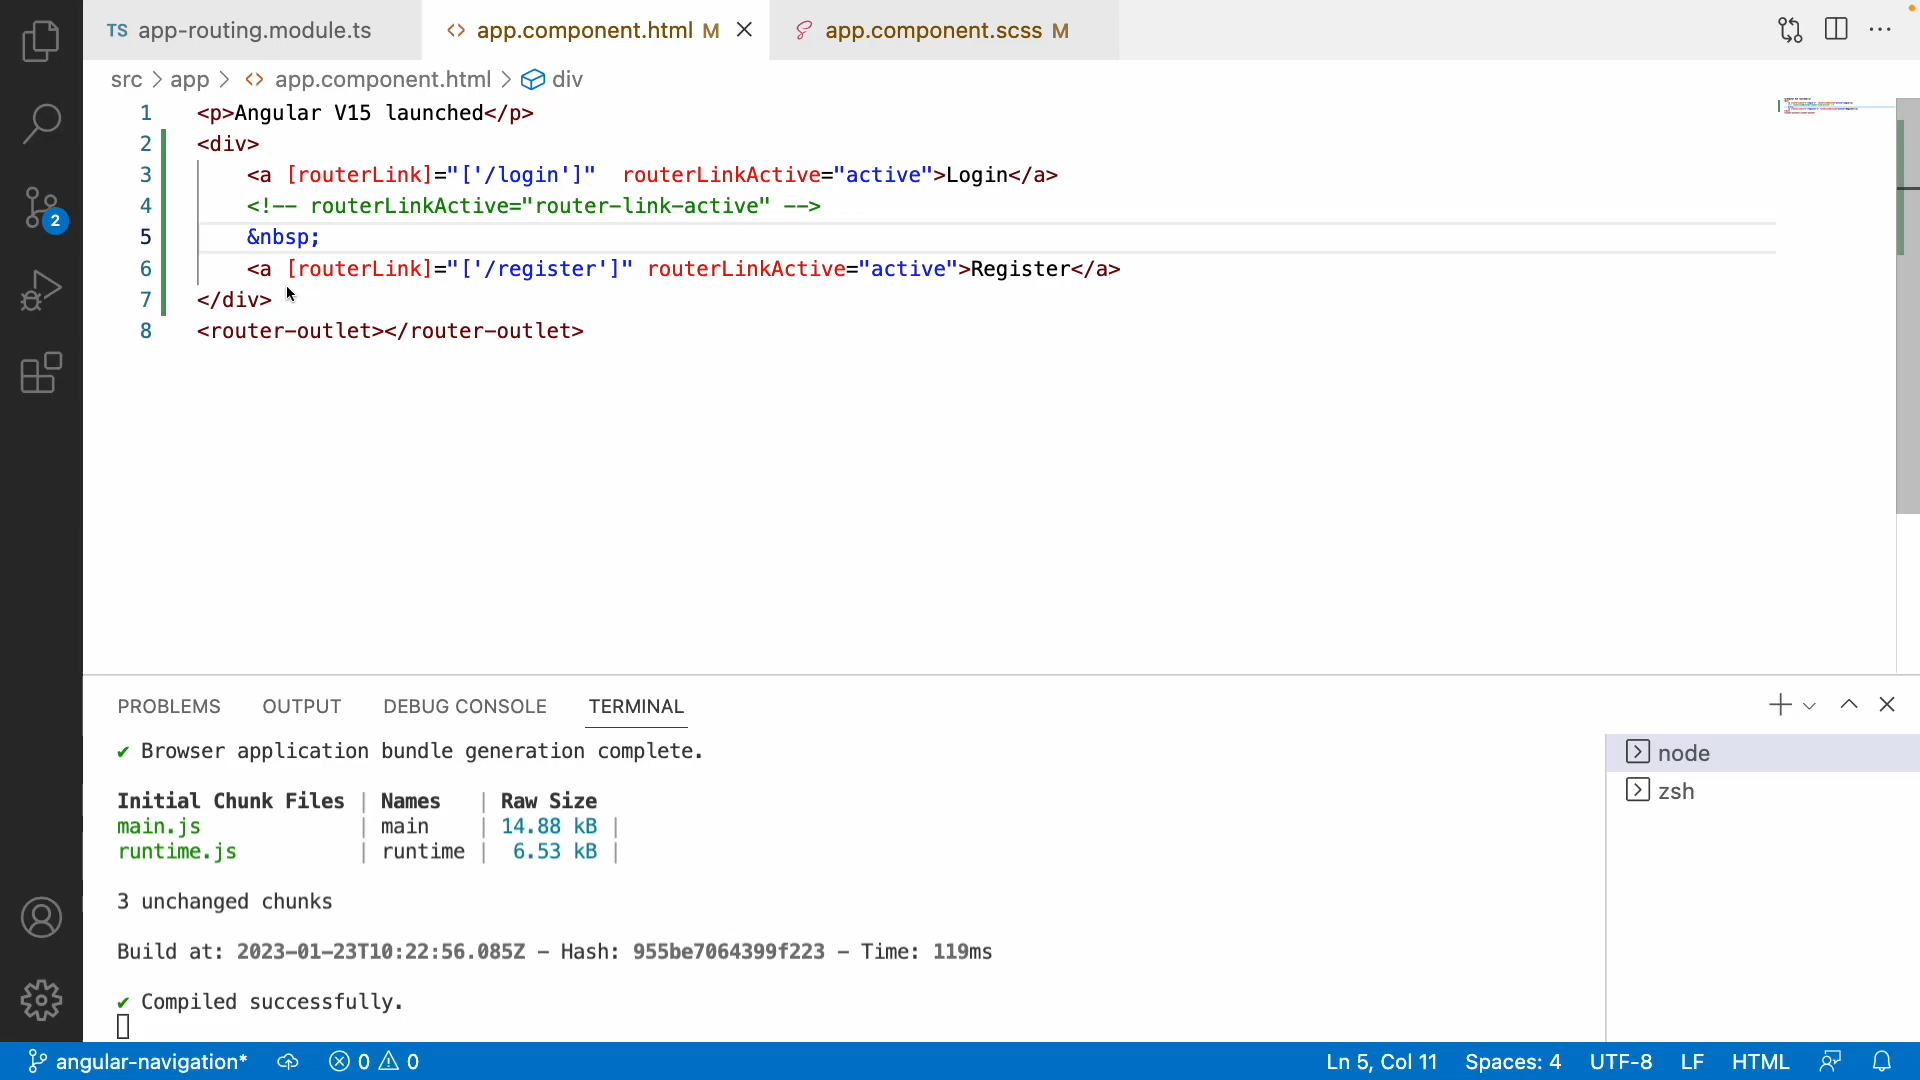 TS app-routing.module.ts <> app.component.html M app.component.scss M
src > app > <> app.component.html > div
1 <p>Angular V15 launched</p>
2 <div>
3 <a [routerLink]="['/login']"  routerLinkActive="active">Login</a>
4 <!-- routerLinkActive="router-link-active" -->
5 &nbsp;
6 <a [routerLink]="['/register']" routerLinkActive="active">Register</a>
7 </div>
8 <router-outlet></router-outlet>
2
PROBLEMS OUTPUT DEBUG CONSOLE TERMINAL
✔ Browser application bundle generation complete.
node
Initial Chunk Files | Names | Raw Size
zsh
main.js | main | 14.88 kB |
runtime.js | runtime | 6.53 kB |
3 unchanged chunks
Build at: 2023-01-23T10:22:56.085Z - Hash: 955be7064399f223 - Time: 119ms
✔ Compiled successfully.
angular-navigation* 0 0 Ln 5, Col 11 Spaces: 4 UTF-8 LF HTML